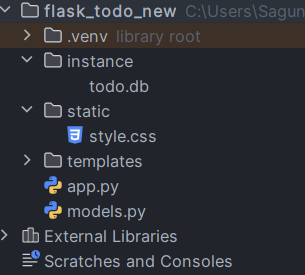 flask_todo_new C:\Users\Sagun
.venv library root
instance
todo.db
static
style.css
templates
app.py
models.py
External Libraries
Scratches and Consoles